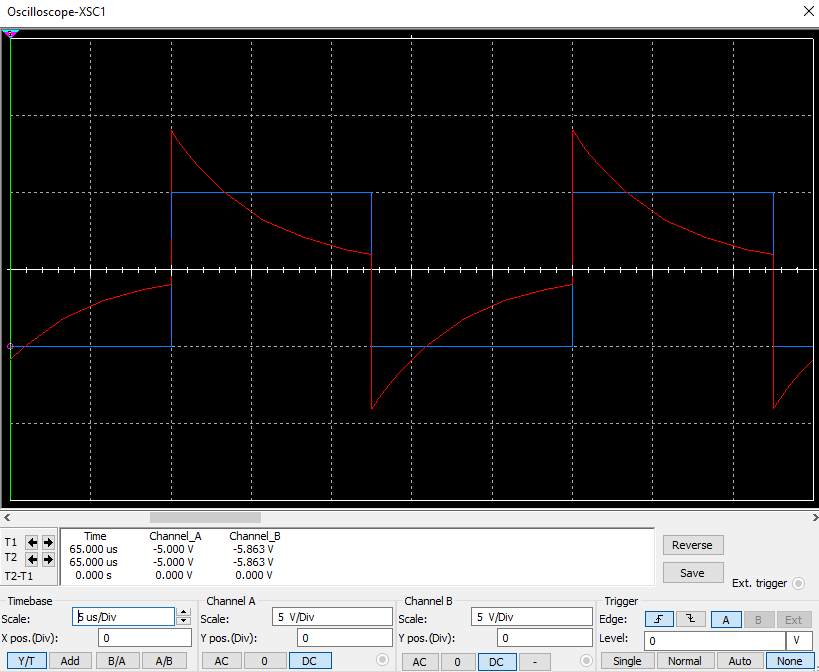 Oscilloscope-XSC1
Time Channel_A Channel_B
T1 65.000 us -5.000 V -5.863 V
T2 65.000 us -5.000 V -5.863 V
T2-T1 0.000 s 0.000 V 0.000 V
Reverse
Save
Ext. trigger
Timebase
Scale: 5 us/Div
X pos.(Div): 0
Y/T Add B/A A/B
Channel A
Scale: 5 V/Div
Y pos.(Div): 0
AC 0 DC
Channel B
Scale: 5 V/Div
Y pos.(Div): 0
AC 0 DC -
Trigger
Edge: A B Ext
Level: 0 V
Single Normal Auto None